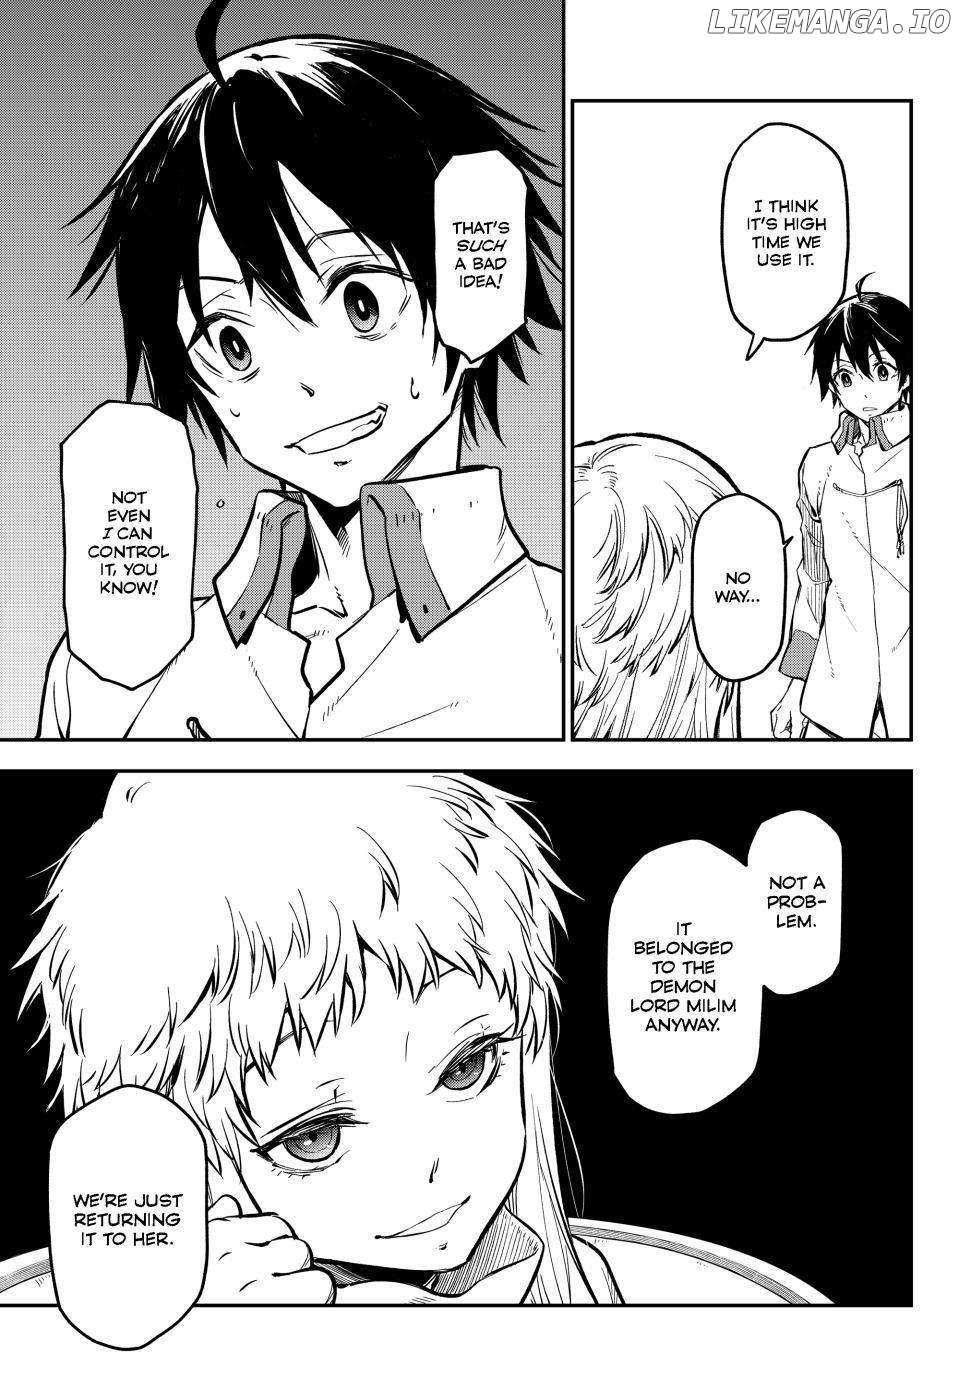 LIKEMANGA.IO
I THINK
IT'S HIGH
TIME WE
USE IT.
NO
WAY...
THAT'S
SUCH
A BAD
IDEA!
NOT
EVEN
I CAN
CONTROL
IT, YOU
KNOW!
NOT A
PROB-
LEM.
IT
BELONGED
TO THE
DEMON
LORD MILIM
ANYWAY.
WE'RE JUST
RETURNING
IT TO HER.